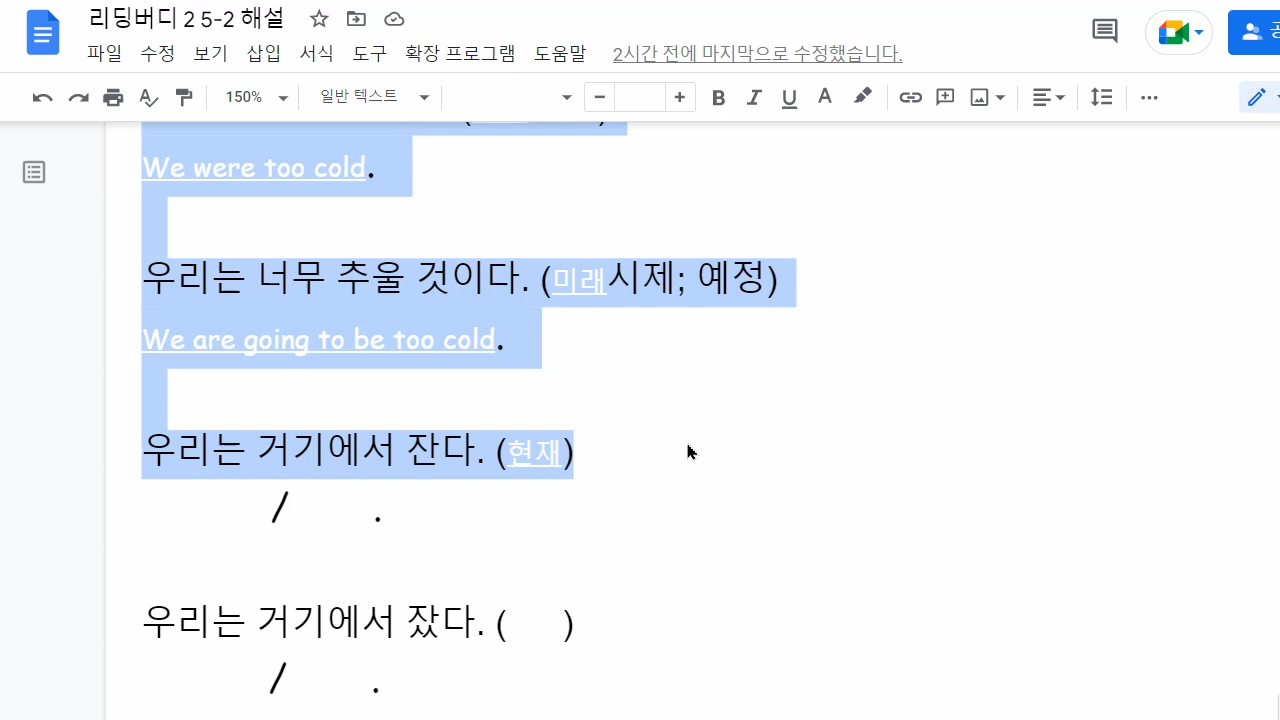 리딩버디 2 5-2 해설
파일 수정 보기 삽입 서식 도구 확장 프로그램 도움말 2시간 전에 마지막으로 수정했습니다.
150% 일반 텍스트 − + B I U A
We were too cold.
우리는 너무 추울 것이다. (미래시제; 예정)
We are going to be too cold.
우리는 거기에서 잔다. (현재)
/ .
우리는 거기에서 잤다. ( )
/ .